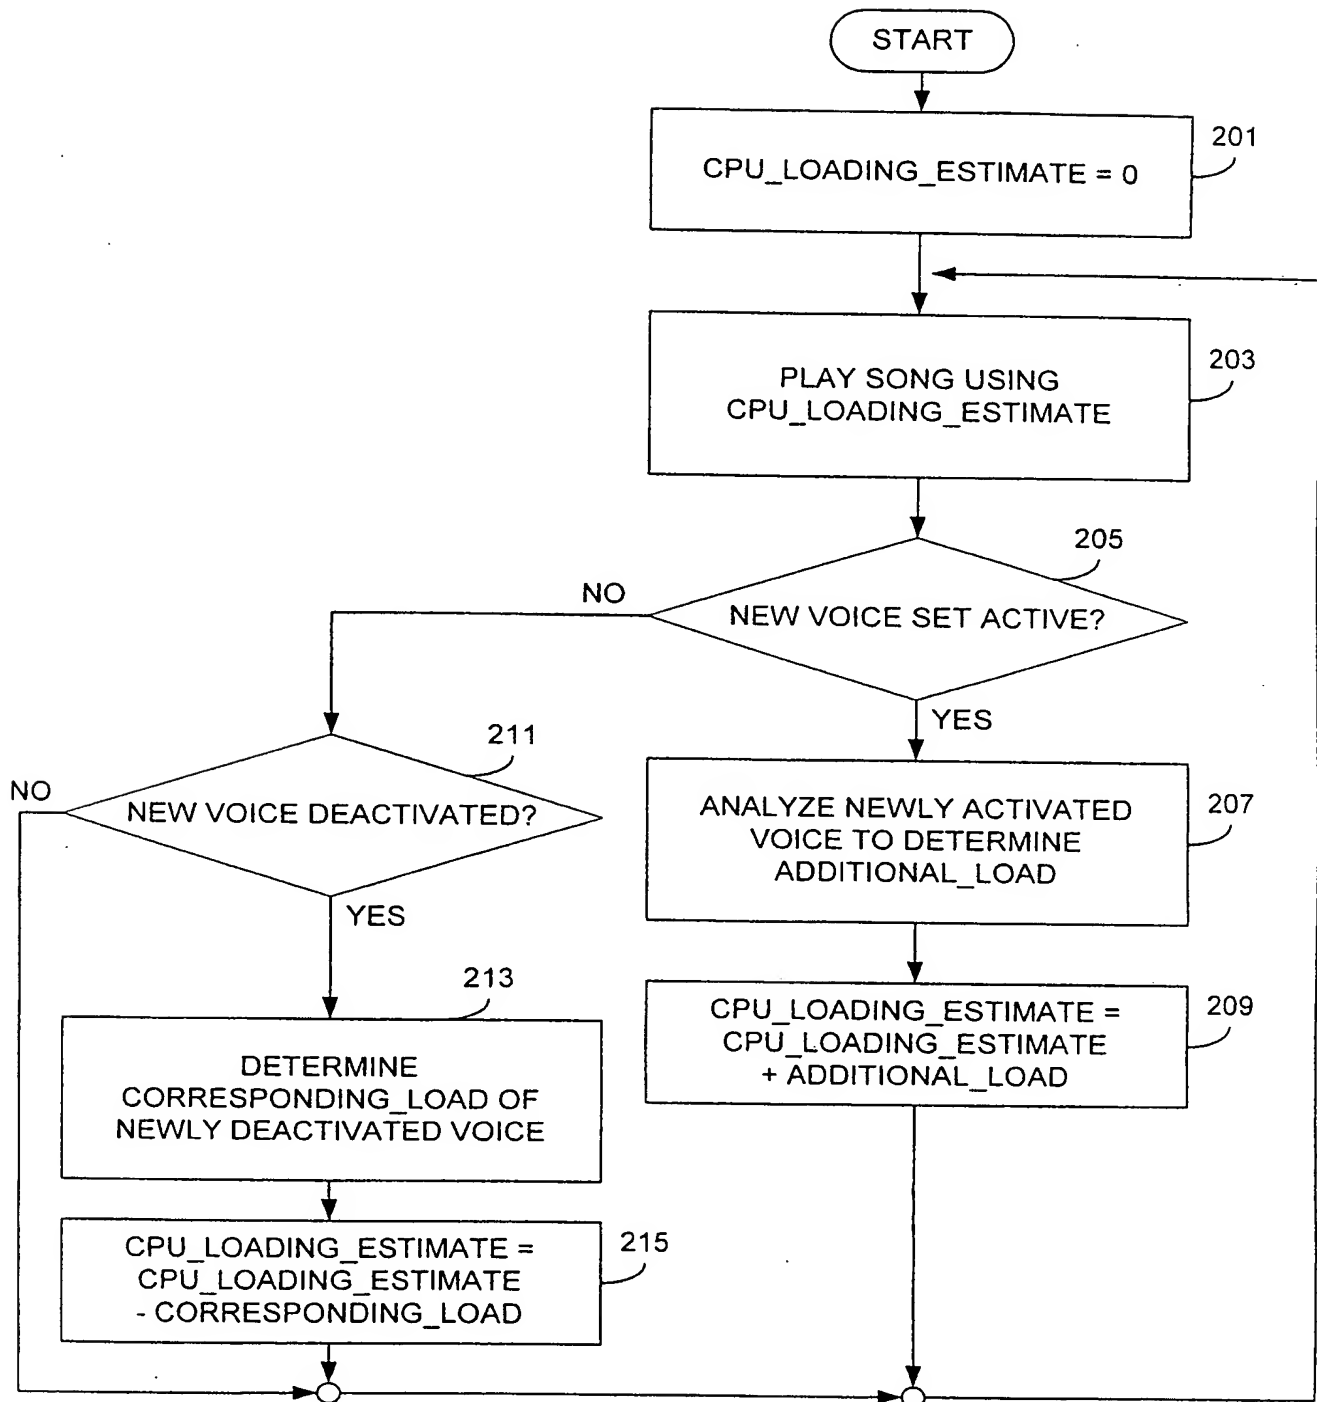 START
201
CPU_LOADING_ESTIMATE = 0
203
PLAY SONG USING
CPU_LOADING_ESTIMATE
205
NO
NEW VOICE SET ACTIVE?
YES
211
NO
NEW VOICE DEACTIVATED?
YES
207
ANALYZE NEWLY ACTIVATED
VOICE TO DETERMINE
ADDITIONAL_LOAD
209
CPU_LOADING_ESTIMATE =
CPU_LOADING_ESTIMATE
+ ADDITIONAL_LOAD
213
DETERMINE
CORRESPONDING_LOAD OF
NEWLY DEACTIVATED VOICE
215
CPU_LOADING_ESTIMATE =
CPU_LOADING_ESTIMATE
- CORRESPONDING_LOAD